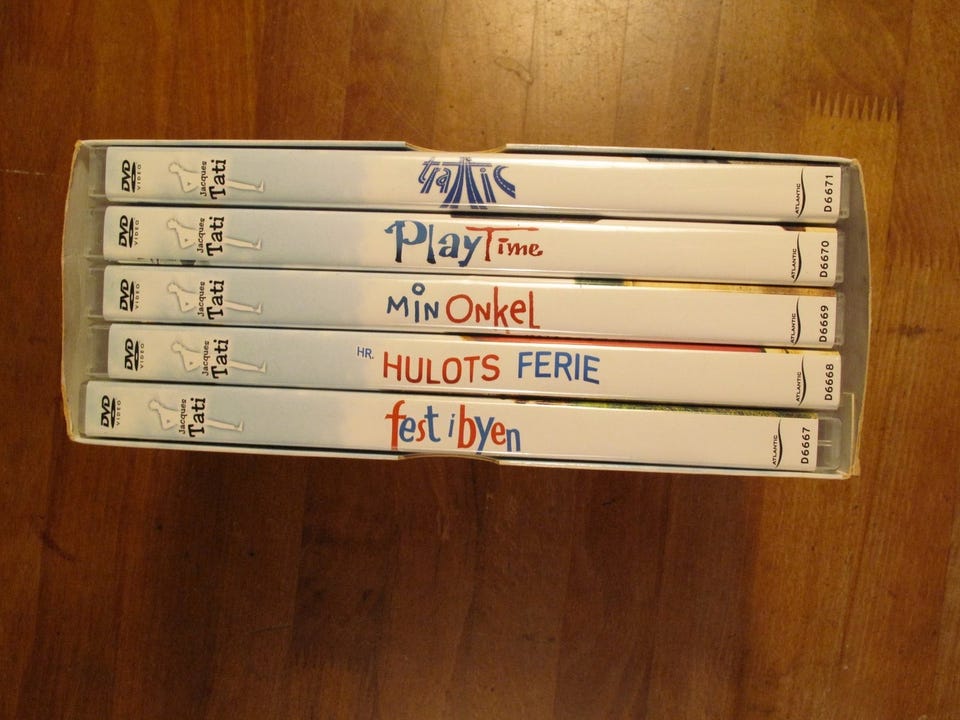 DVD VIDEO Jacques Tati trafic ATLANTIC D6671
DVD VIDEO Jacques Tati PlayTime ATLANTIC D6670
DVD VIDEO Jacques Tati MIN ONKEL ATLANTIC D6669
DVD VIDEO Jacques Tati HR. HULOTS FERIE ATLANTIC D6668
DVD VIDEO Jacques Tati fest i byen ATLANTIC D6667